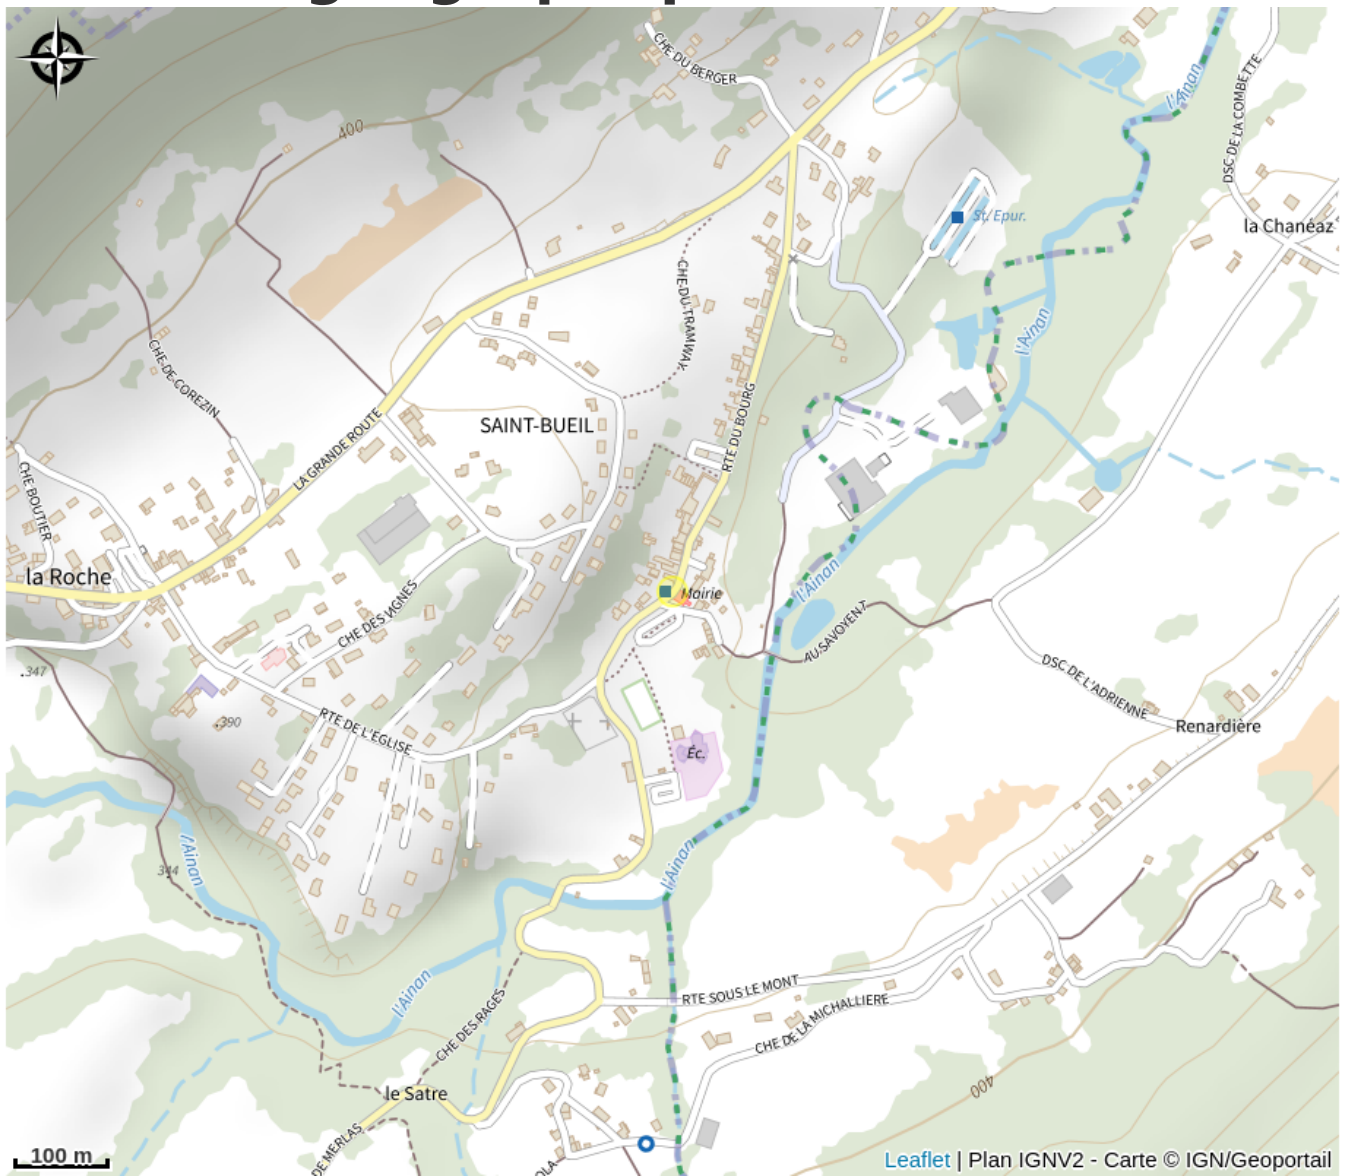 CHE DU BERGER
l'Ainan
DSC DE LA COMBETTE
400
St. Epur.
la Chanéaz
CHE DU TRAMWAY
l'Ainan
CHE DE COREZIN
RTE DU BOURG
SAINT-BUEIL
LA GRANDE ROUTE
CHE BOUTIER
la Roche
Mairie
l'Ainan
CHE DES VIGNES
AU SAVOYENT
.347
DSC DE L'ADRIENNE
.390
RTE DE L'EGLISE
Renardière
Éc.
l'Ainan
l'Ainan
344
l'Ainan
RTE SOUS LE MONT
CHE DE LA MICHALLIERE
CHE DES RAGES
400
le Satre
DE MERLAS
OLA
100 m
Leaflet | Plan IGNV2 - Carte © IGN/Geoportail